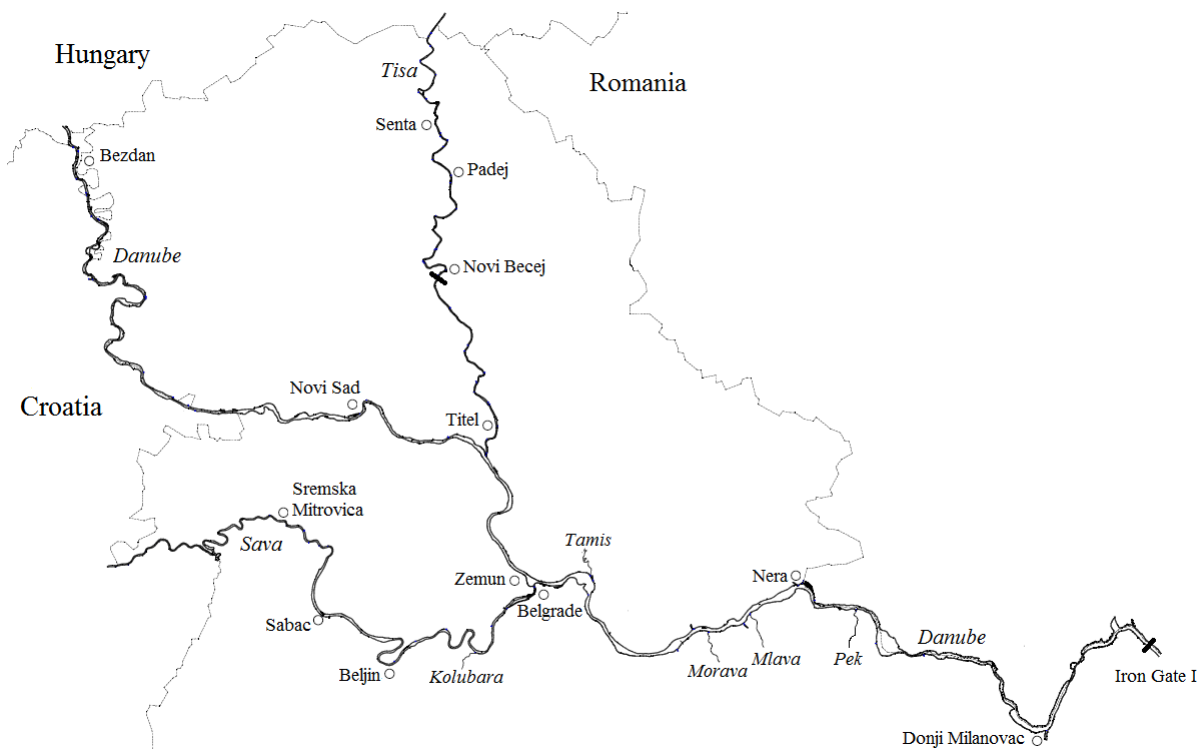 Hungary
Tisa
Romania
Senta
Bezdan
Padej
Danube
Novi Becej
Novi Sad
Croatia
Titel
Sremska
Mitrovica
Sava
Tamis
Zemun
Nera
Belgrade
Sabac
Danube
Beljin
Kolubara
Morava
Mlava
Pek
Iron Gate I
Donji Milanovac